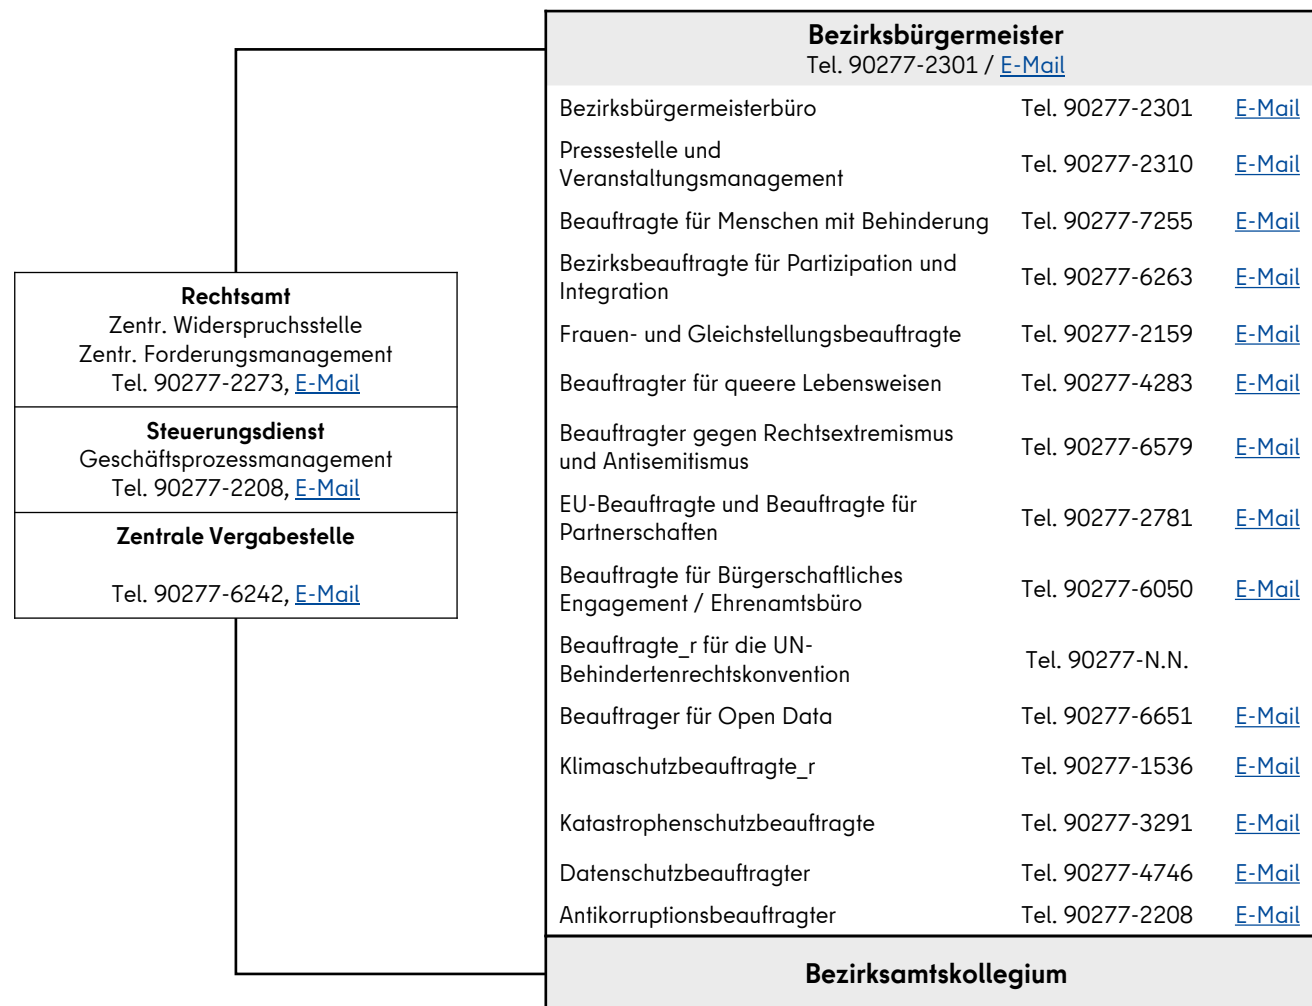 Bezirksbürgermeister
Tel. 90277-2301 / E-Mail
Bezirksbürgermeisterbüro Tel. 90277-2301 E-Mail
Pressestelle und
Veranstaltungsmanagement Tel. 90277-2310 E-Mail
Beauftragte für Menschen mit Behinderung Tel. 90277-7255 E-Mail
Bezirksbeauftragte für Partizipation und
Integration Tel. 90277-6263 E-Mail
Frauen- und Gleichstellungsbeauftragte Tel. 90277-2159 E-Mail
Beauftragter für queere Lebensweisen Tel. 90277-4283 E-Mail
Beauftragter gegen Rechtsextremismus
und Antisemitismus Tel. 90277-6579 E-Mail
EU-Beauftragte und Beauftragte für
Partnerschaften Tel. 90277-2781 E-Mail
Beauftragte für Bürgerschaftliches
Engagement / Ehrenamtsbüro Tel. 90277-6050 E-Mail
Beauftragte_r für die UN-
Behindertenrechtskonvention Tel. 90277-N.N.
Beauftrager für Open Data Tel. 90277-6651 E-Mail
Klimaschutzbeauftragte_r Tel. 90277-1536 E-Mail
Katastrophenschutzbeauftragte Tel. 90277-3291 E-Mail
Datenschutzbeauftragter Tel. 90277-4746 E-Mail
Antikorruptionsbeauftragter Tel. 90277-2208 E-Mail
Bezirksamtskollegium
Rechtsamt
Zentr. Widerspruchsstelle
Zentr. Forderungsmanagement
Tel. 90277-2273, E-Mail
Steuerungsdienst
Geschäftsprozessmanagement
Tel. 90277-2208, E-Mail
Zentrale Vergabestelle
Tel. 90277-6242, E-Mail